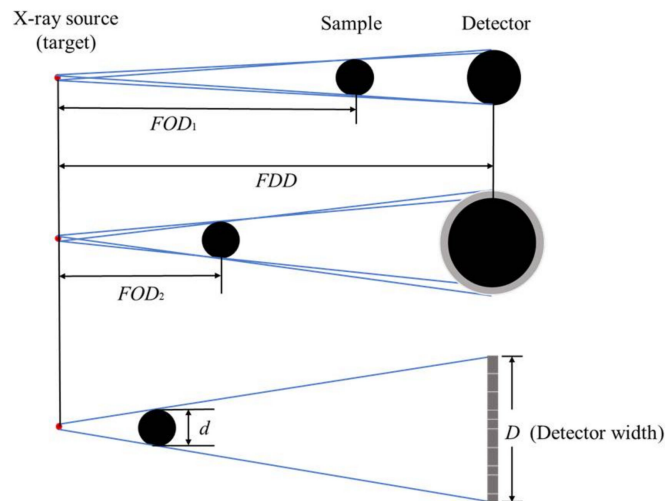 X-ray source
(target)
Sample
Detector
FOD₁
FDD
FOD₂
d
D (Detector width)